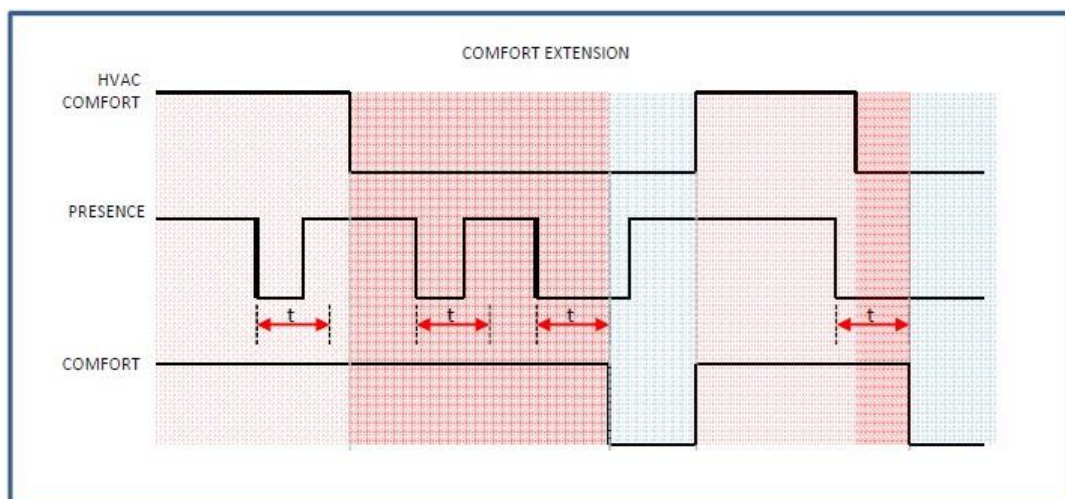 COMFORT EXTENSION
HVAC
COMFORT
PRESENCE
t
t
t
t
COMFORT